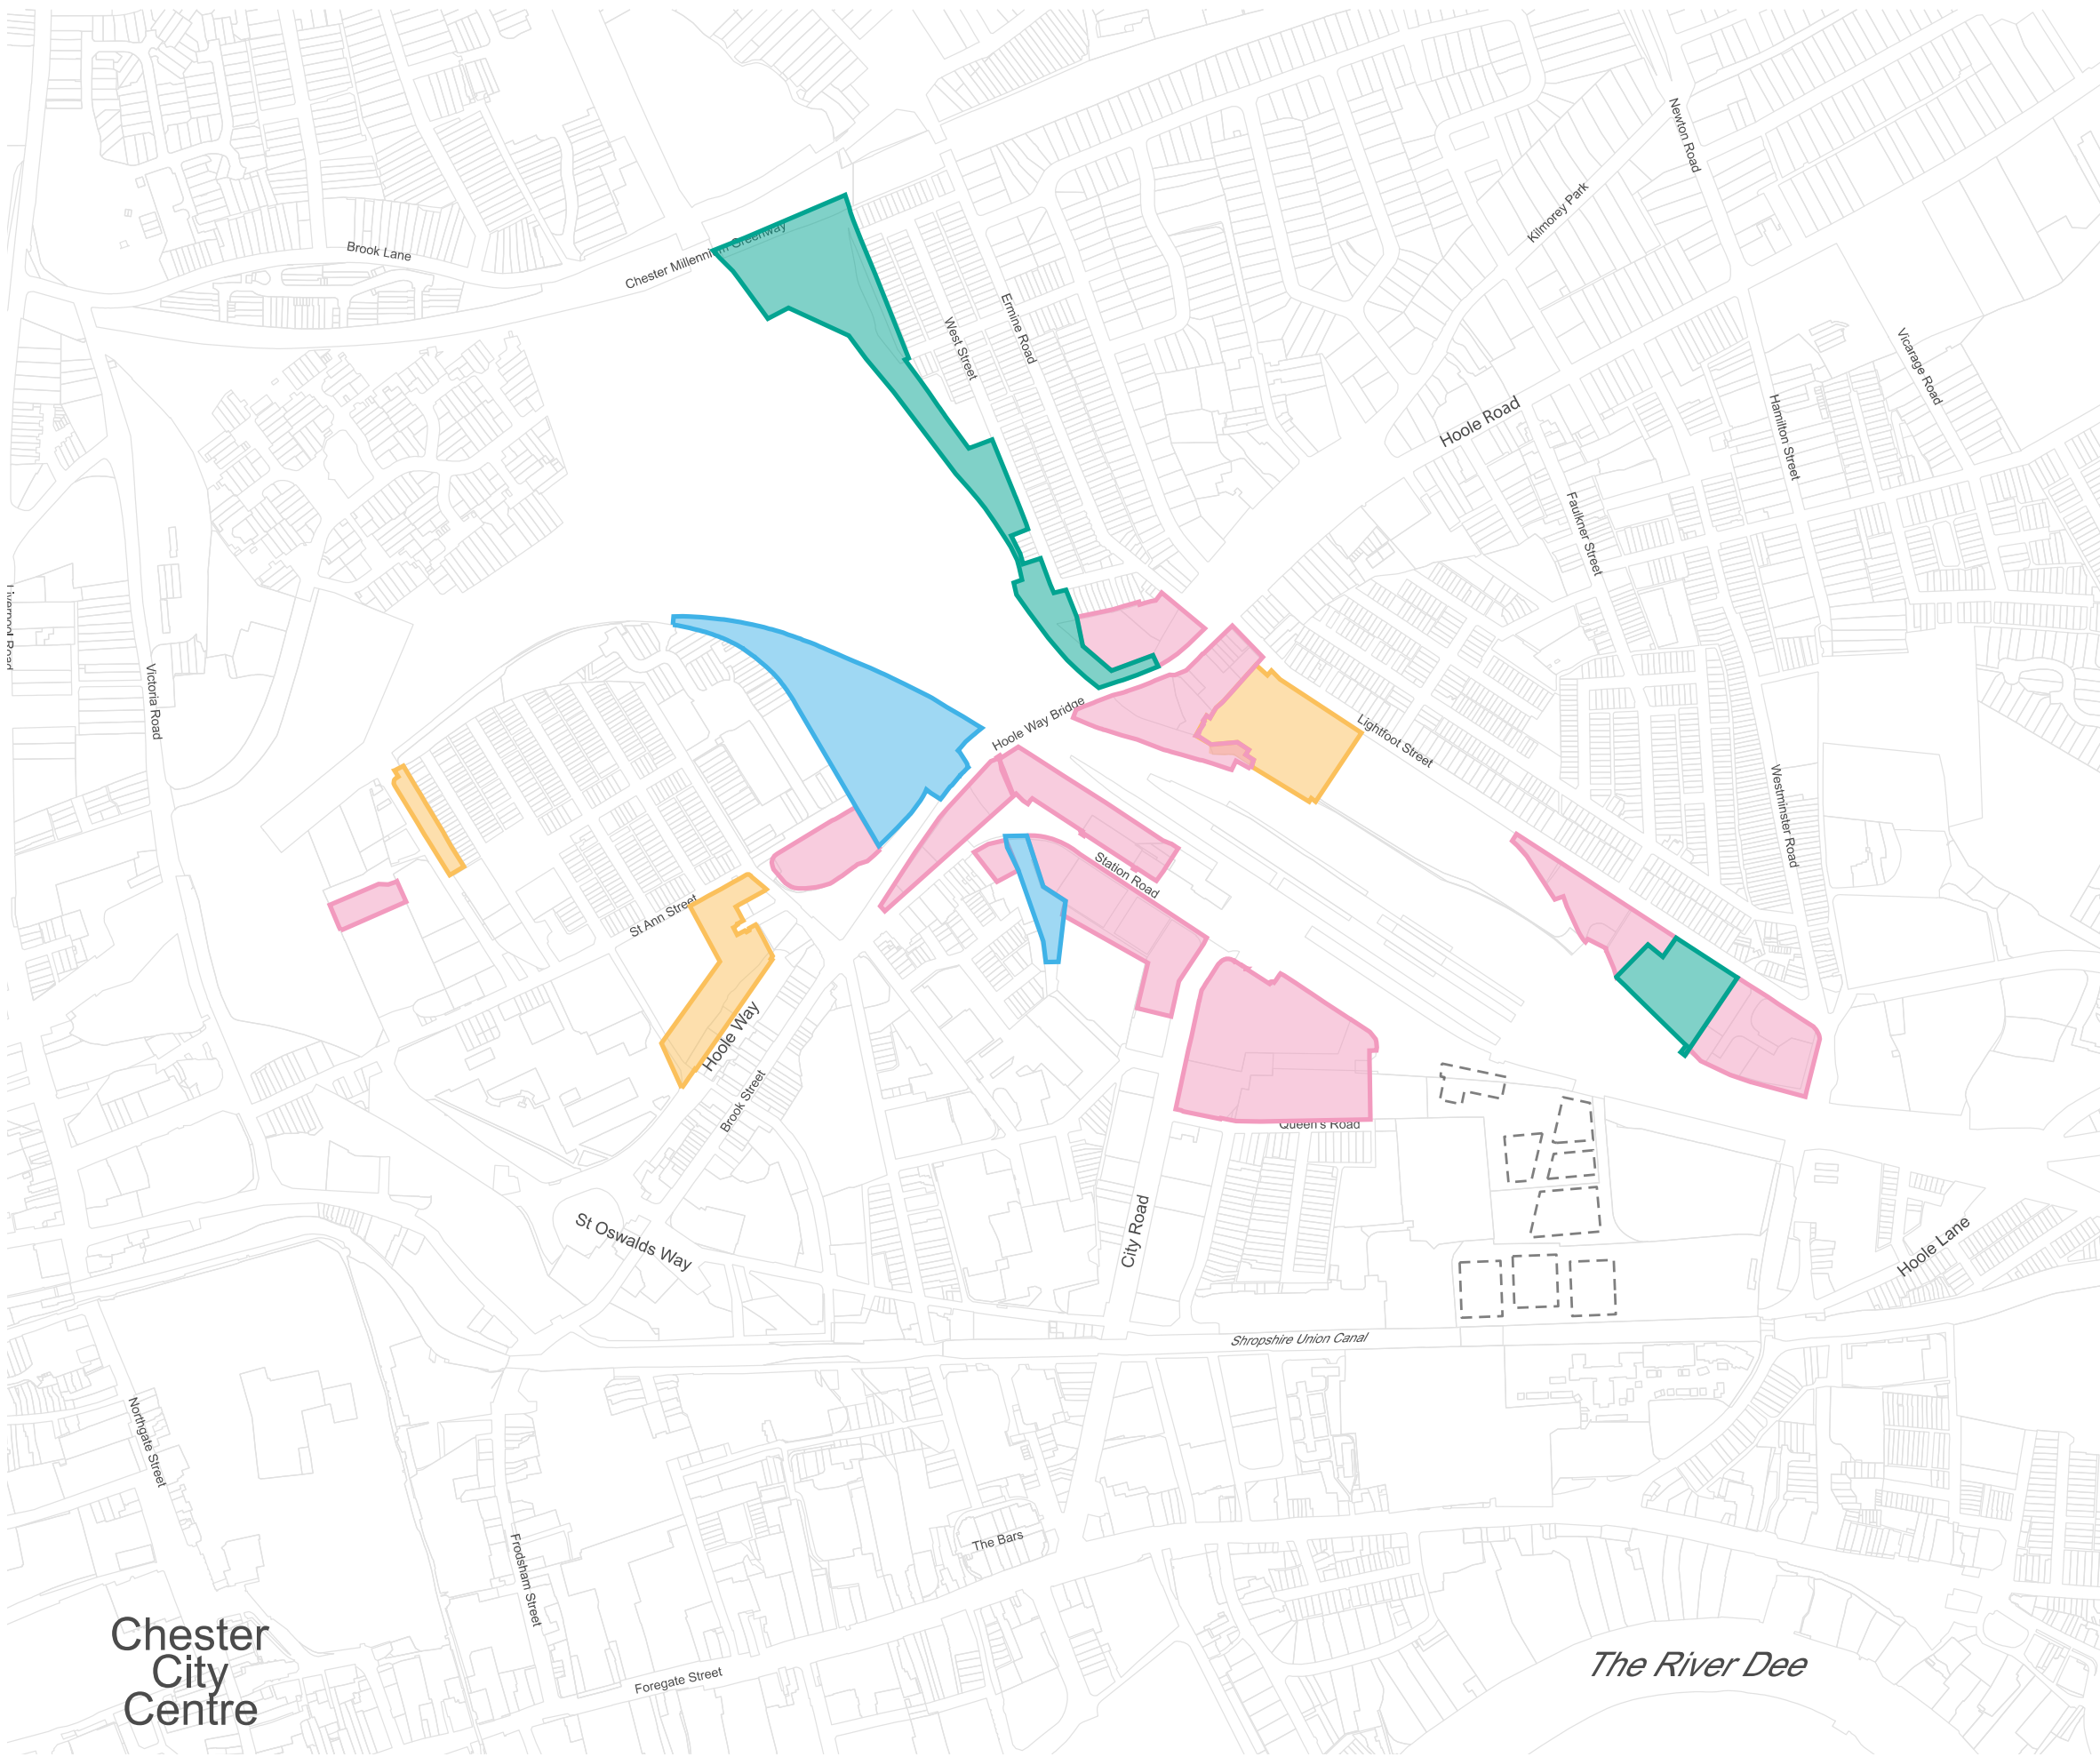 Newton Road
Kilmorey Park
Brook Lane
Chester Millennium Greenway
West Street
Ermine Road
Vicarage Road
Hoole Road
Hamilton Street
Faulkner Street
Liverpool Road
Victoria Road
Hoole Way Bridge
Lightfoot Street
Westminster Road
Station Road
St Ann Street
Hoole Way
Brook Street
Queen's Road
St Oswalds Way
City Road
Hoole Lane
Shropshire Union Canal
Northgate Street
Frodsham Street
The Bars
Chester
City
Centre
Foregate Street
The River Dee